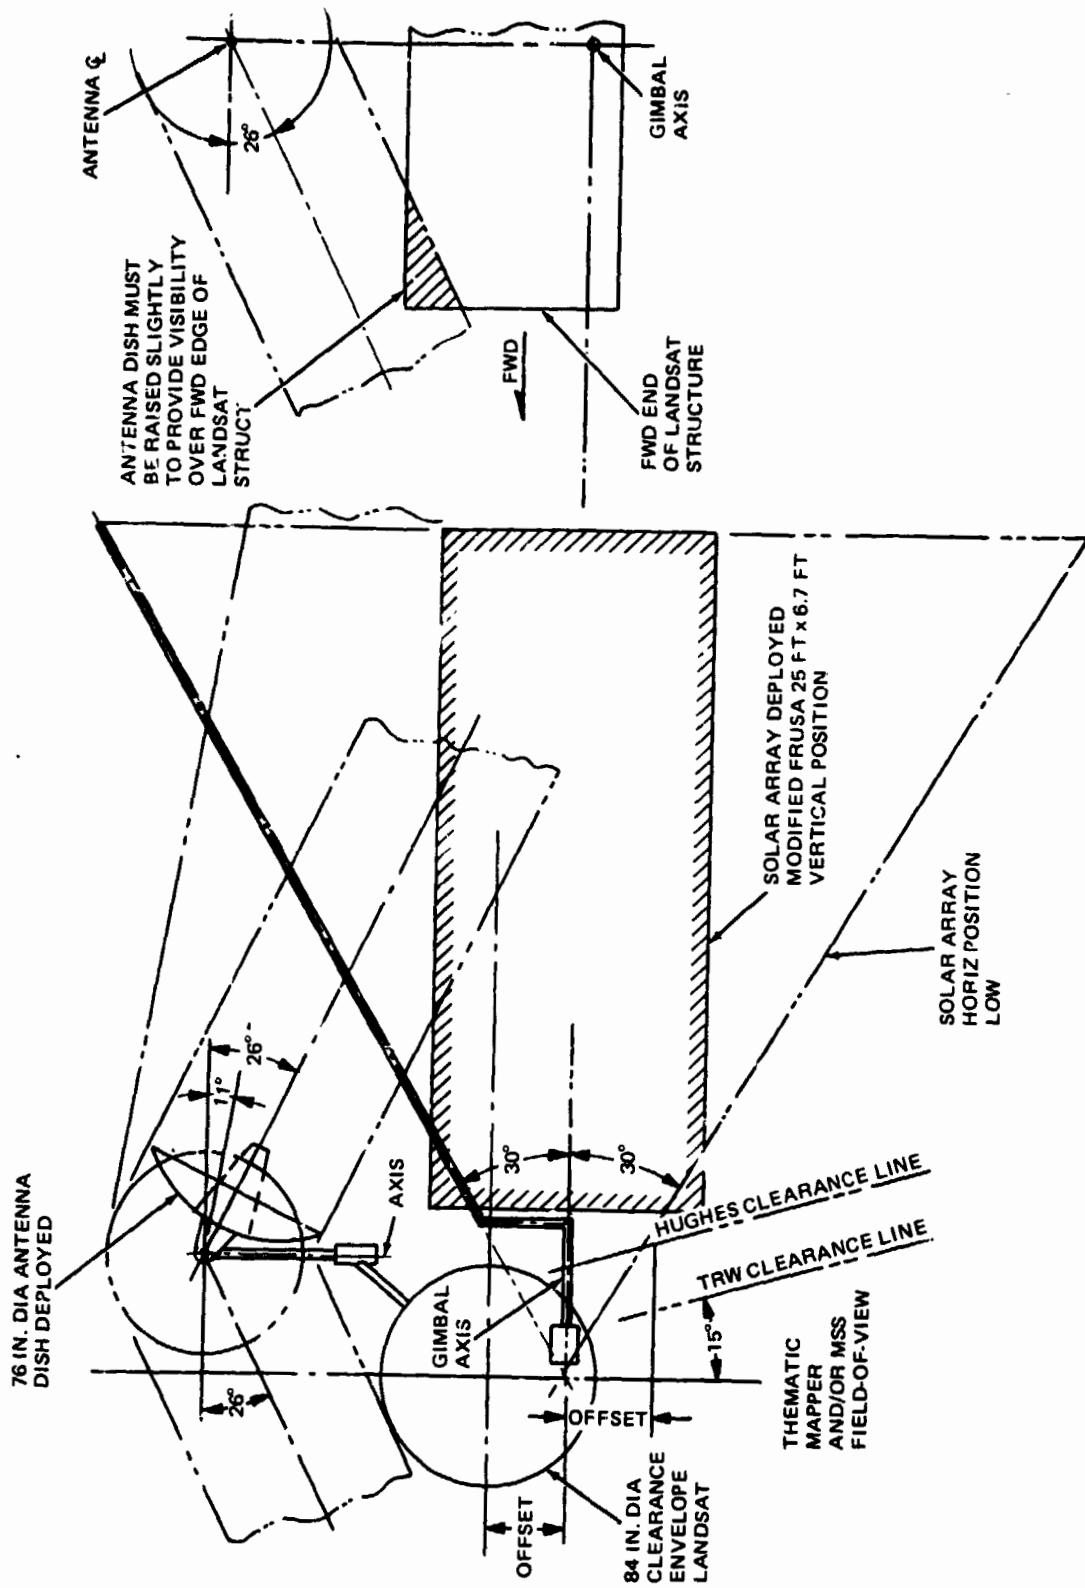 76 IN. DIA ANTENNA
DISH DEPLOYED
26°
11°
26°
AXIS
GIMBAL
AXIS
30°
30°
OFFSET
OFFSET
84 IN. DIA
CLEARANCE
ENVELOPE
LANDSAT
HUGHES CLEARANCE LINE
TRW CLEARANCE LINE
15°
THEMATIC
MAPPER
AND/OR MSS
FIELD-OF-VIEW
SOLAR ARRAY DEPLOYED
MODIFIED FRUSA 25 FT x 6.7 FT
VERTICAL POSITION
SOLAR ARRAY
HORIZ POSITION
LOW
ANTENNA ℄
26°
ANTENNA DISH MUST
BE RAISED SLIGHTLY
TO PROVIDE VISIBILITY
OVER FWD EDGE OF
LANDSAT
STRUCT
FWD
FWD END
OF LANDSAT
STRUCTURE
GIMBAL
AXIS